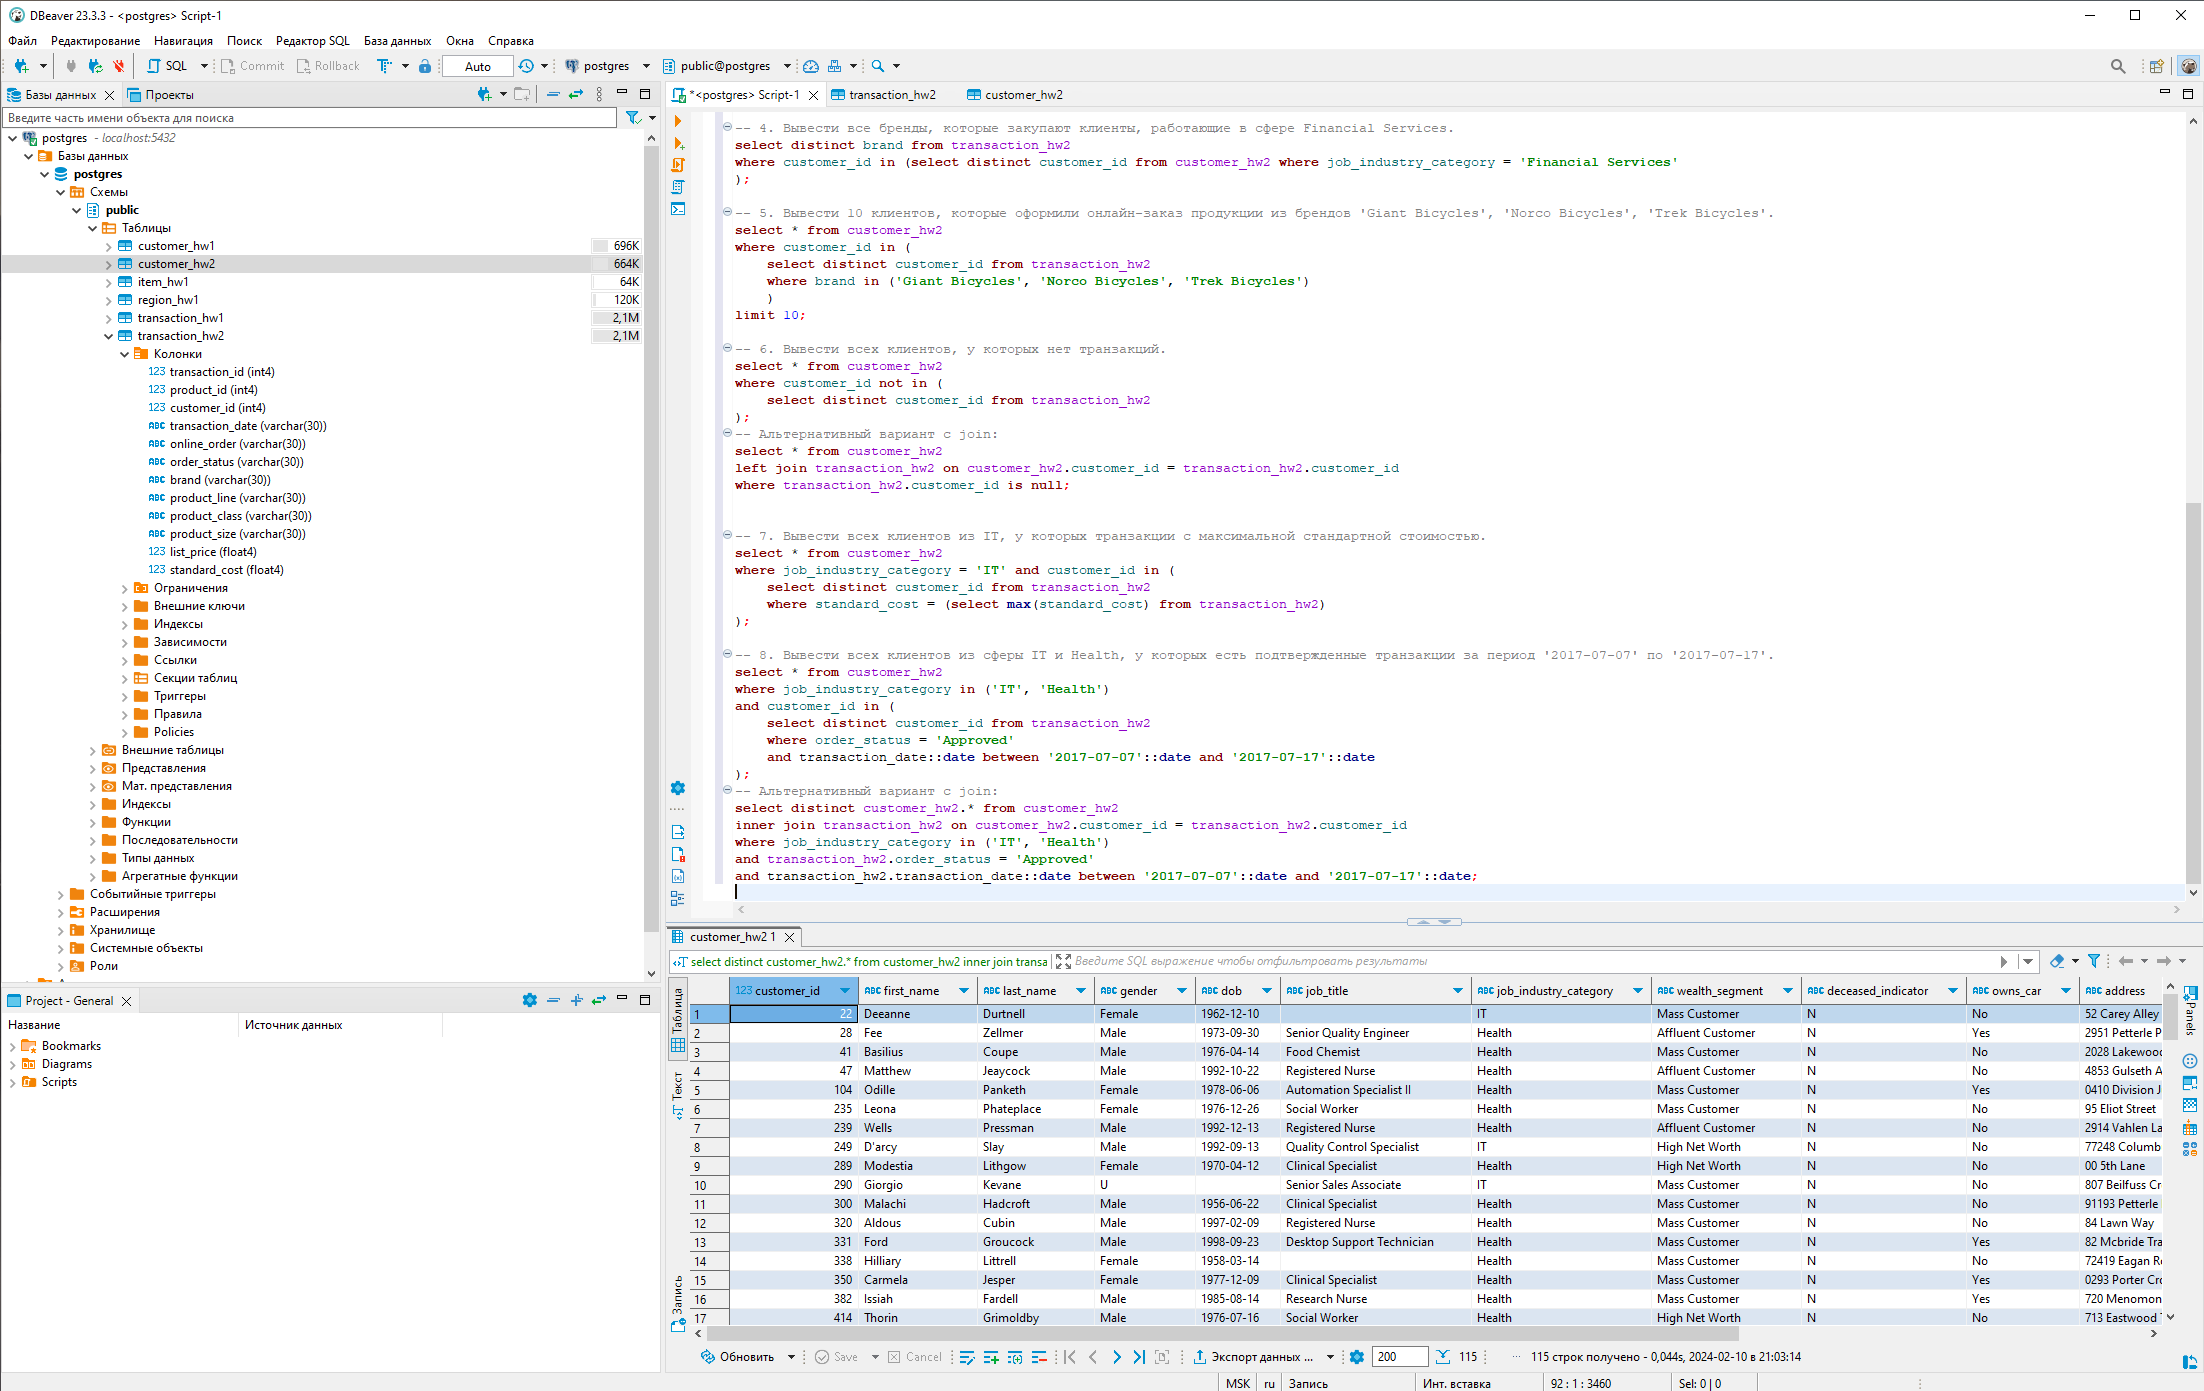 DBeaver 23.3.3 - <postgres> Script-1
Файл Редактирование Навигация Поиск Редактор SQL База данных Окна Справка
SQL Commit Rollback Auto postgres public@postgres
Базы данных Проекты
Введите часть имени объекта для поиска
postgres - localhost:5432
Базы данных
postgres
Схемы
public
Таблицы
customer_hw1 696K
customer_hw2 664K
item_hw1 64K
region_hw1 120K
transaction_hw1 2,1M
transaction_hw2 2,1M
Колонки
123 transaction_id (int4)
123 product_id (int4)
123 customer_id (int4)
ABC transaction_date (varchar(30))
ABC online_order (varchar(30))
ABC order_status (varchar(30))
ABC brand (varchar(30))
ABC product_line (varchar(30))
ABC product_class (varchar(30))
ABC product_size (varchar(30))
123 list_price (float4)
123 standard_cost (float4)
Ограничения
Внешние ключи
Индексы
Зависимости
Ссылки
Секции таблиц
Триггеры
Правила
Policies
Внешние таблицы
Представления
Мат. представления
Индексы
Функции
Последовательности
Типы данных
Агрегатные функции
Событийные триггеры
Расширения
Хранилище
Системные объекты
Роли
Project - General
Название Источник данных
Bookmarks
Diagrams
Scripts
*<postgres> Script-1 transaction_hw2 customer_hw2
-- 4. Вывести все бренды, которые закупают клиенты, работающие в сфере Financial Services.
select distinct brand from transaction_hw2
where customer_id in (select distinct customer_id from customer_hw2 where job_industry_category = 'Financial Services'
);
-- 5. Вывести 10 клиентов, которые оформили онлайн-заказ продукции из брендов 'Giant Bicycles', 'Norco Bicycles', 'Trek Bicycles'.
select * from customer_hw2
where customer_id in (
select distinct customer_id from transaction_hw2
where brand in ('Giant Bicycles', 'Norco Bicycles', 'Trek Bicycles')
)
limit 10;
-- 6. Вывести всех клиентов, у которых нет транзакций.
select * from customer_hw2
where customer_id not in (
select distinct customer_id from transaction_hw2
);
-- Альтернативный вариант с join:
select * from customer_hw2
left join transaction_hw2 on customer_hw2.customer_id = transaction_hw2.customer_id
where transaction_hw2.customer_id is null;
-- 7. Вывести всех клиентов из IT, у которых транзакции с максимальной стандартной стоимостью.
select * from customer_hw2
where job_industry_category = 'IT' and customer_id in (
select distinct customer_id from transaction_hw2
where standard_cost = (select max(standard_cost) from transaction_hw2)
);
-- 8. Вывести всех клиентов из сферы IT и Health, у которых есть подтвержденные транзакции за период '2017-07-07' по '2017-07-17'.
select * from customer_hw2
where job_industry_category in ('IT', 'Health')
and customer_id in (
select distinct customer_id from transaction_hw2
where order_status = 'Approved'
and transaction_date::date between '2017-07-07'::date and '2017-07-17'::date
);
-- Альтернативный вариант с join:
select distinct customer_hw2.* from customer_hw2
inner join transaction_hw2 on customer_hw2.customer_id = transaction_hw2.customer_id
where job_industry_category in ('IT', 'Health')
and transaction_hw2.order_status = 'Approved'
and transaction_hw2.transaction_date::date between '2017-07-07'::date and '2017-07-17'::date;
customer_hw2 1
select distinct customer_hw2.* from customer_hw2 inner join transa Введите SQL выражение чтобы отфильтровать результаты
Таблица
Текст
Запись
Panels
123 customer_id ABC first_name ABC last_name ABC gender ABC dob ABC job_title ABC job_industry_category ABC wealth_segment ABC deceased_indicator ABC owns_car ABC address
1 22 Deeanne Durtnell Female 1962-12-10 IT Mass Customer N No 52 Carey Alley
2 28 Fee Zellmer Male 1973-09-30 Senior Quality Engineer Health Affluent Customer N Yes 2951 Petterle P
3 41 Basilius Coupe Male 1976-04-14 Food Chemist Health Mass Customer N No 2028 Lakewood
4 47 Matthew Jeaycock Male 1992-10-22 Registered Nurse Health Affluent Customer N No 4853 Gulseth A
5 104 Odille Panketh Female 1978-06-06 Automation Specialist II Health Mass Customer N Yes 0410 Division J
6 235 Leona Phateplace Female 1976-12-26 Social Worker Health Mass Customer N No 95 Eliot Street
7 239 Wells Pressman Male 1992-12-13 Registered Nurse Health Affluent Customer N No 2914 Vahlen La
8 249 D'arcy Slay Male 1992-09-13 Quality Control Specialist IT High Net Worth N No 77248 Columb
9 289 Modestia Lithgow Female 1970-04-12 Clinical Specialist Health High Net Worth N No 00 5th Lane
10 290 Giorgio Kevane U Senior Sales Associate IT Mass Customer N No 807 Beilfuss Cr
11 300 Malachi Hadcroft Male 1956-06-22 Clinical Specialist Health Mass Customer N No 91193 Petterle
12 320 Aldous Cubin Male 1997-02-09 Registered Nurse Health Mass Customer N No 84 Lawn Way
13 331 Ford Groucock Male 1998-09-23 Desktop Support Technician Health Mass Customer N Yes 82 Mcbride Tra
14 338 Hilliary Littrell Female 1958-03-14 Health Mass Customer N No 72419 Eagan R
15 350 Carmela Jesper Female 1977-12-09 Clinical Specialist Health Mass Customer N Yes 0293 Porter Cro
16 382 Issiah Fardell Male 1985-08-14 Research Nurse Health Mass Customer N Yes 720 Menomon
17 414 Thorin Grimoldby Male 1976-07-16 Social Worker Health High Net Worth N No 713 Eastwood T
Обновить Save Cancel Экспорт данных ... 200 115 115 строк получено - 0,044s, 2024-02-10 в 21:03:14
MSK ru Запись Инт. вставка 92 : 1 : 3460 Sel: 0 | 0